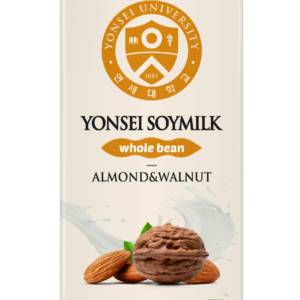 YONSEI UNIVERSITY
1885
연세대학교
YONSEI SOYMILK
whole bean
ALMOND&WALNUT